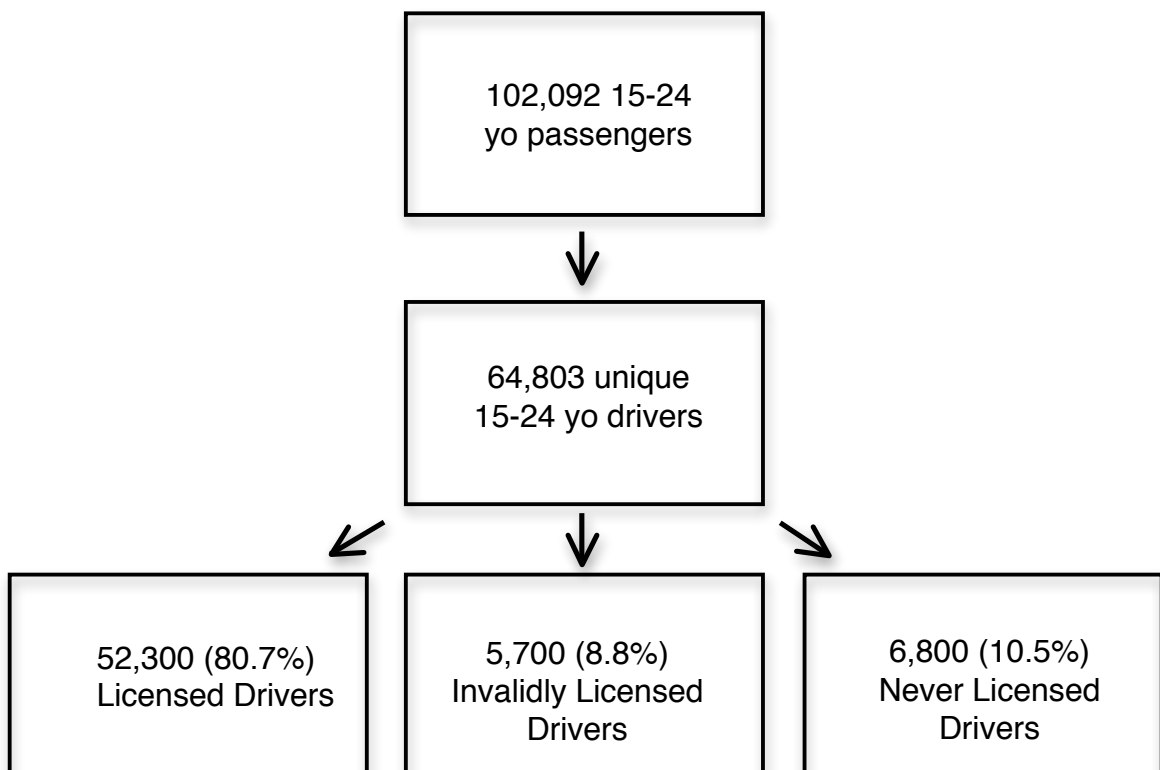 102,092 15-24
yo passengers
64,803 unique
15-24 yo drivers
52,300 (80.7%)
Licensed Drivers
5,700 (8.8%)
Invalidly Licensed
Drivers
6,800 (10.5%)
Never Licensed
Drivers